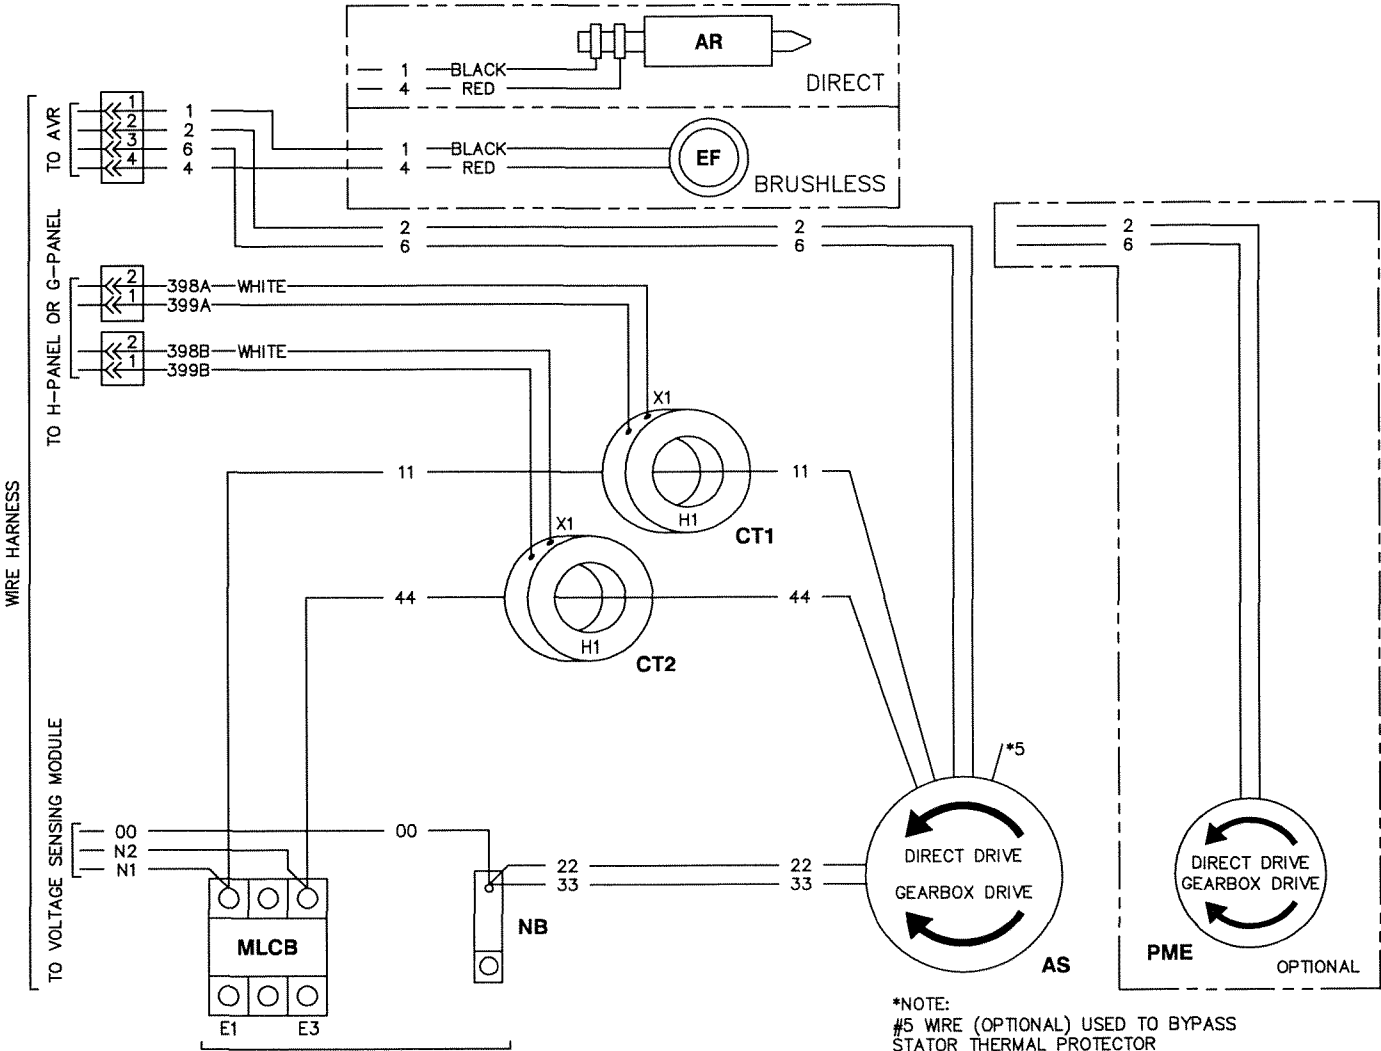 AR
1 BLACK
4 RED
DIRECT
1 BLACK
4 RED
EF
BRUSHLESS
WIRE HARNESS
TO AVR
1 1
2 2
3 6
4 4
2 2
6 6
2
6
TO H-PANEL OR G-PANEL
2 398A WHITE
1 399A
2 398B WHITE
1 399B
X1
11 11
H1
CT1
X1
44 44
H1
CT2
TO VOLTAGE SENSING MODULE
00 00
N2
N1
22 22
33 33
NB
MLCB
E1 E3
*5
DIRECT DRIVE
GEARBOX DRIVE
AS
DIRECT DRIVE
GEARBOX DRIVE
PME
OPTIONAL
*NOTE:
#5 WIRE (OPTIONAL) USED TO BYPASS
STATOR THERMAL PROTECTOR